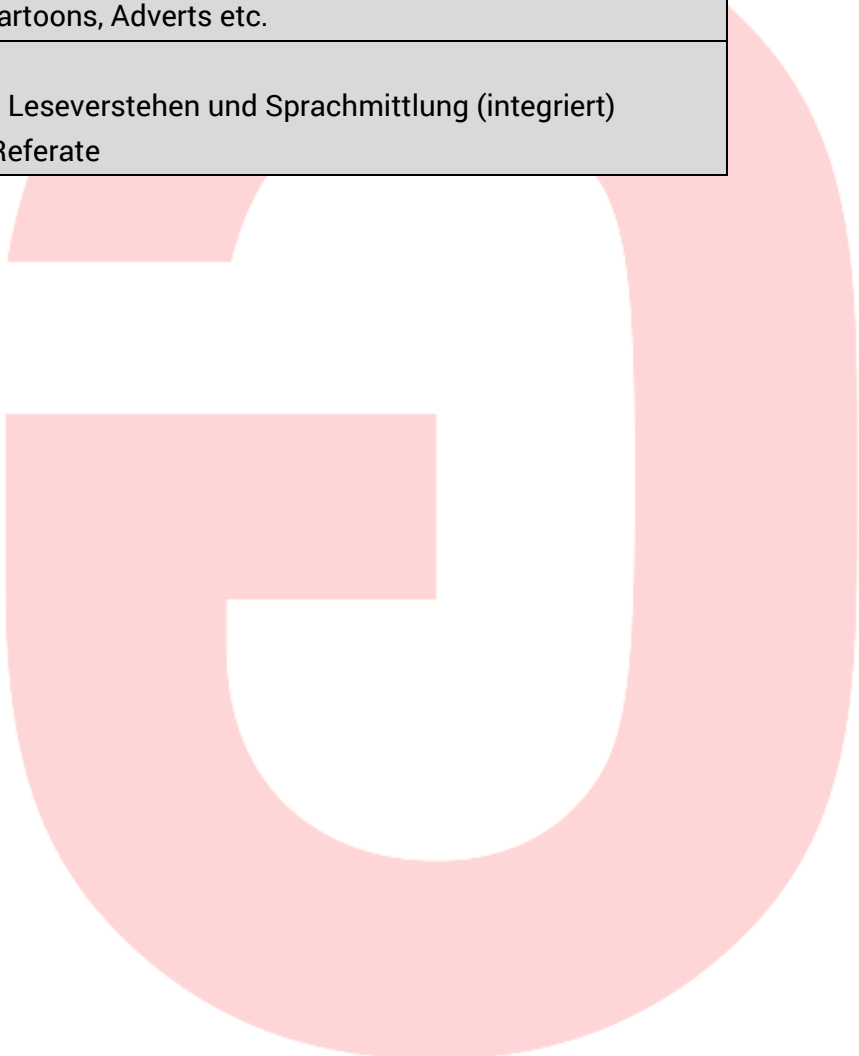 artoons, Adverts etc.
Leseverstehen und Sprachmittlung (integriert)
Referate